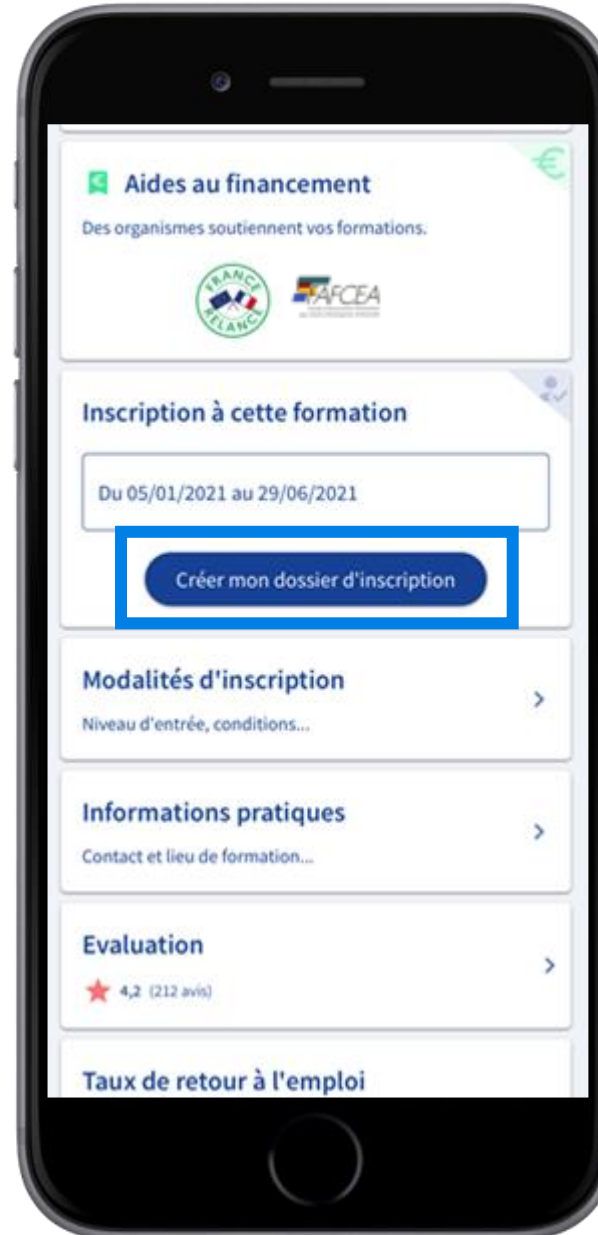 Aides au financement
Des organismes soutiennent vos formations.
FRANCE
RELANCE
AFCEA
Inscription à cette formation
Du 05/01/2021 au 29/06/2021
Créer mon dossier d'inscription
Modalités d'inscription
Niveau d'entrée, conditions...
Informations pratiques
Contact et lieu de formation...
Evaluation
4,2 (212 avis)
Taux de retour à l'emploi